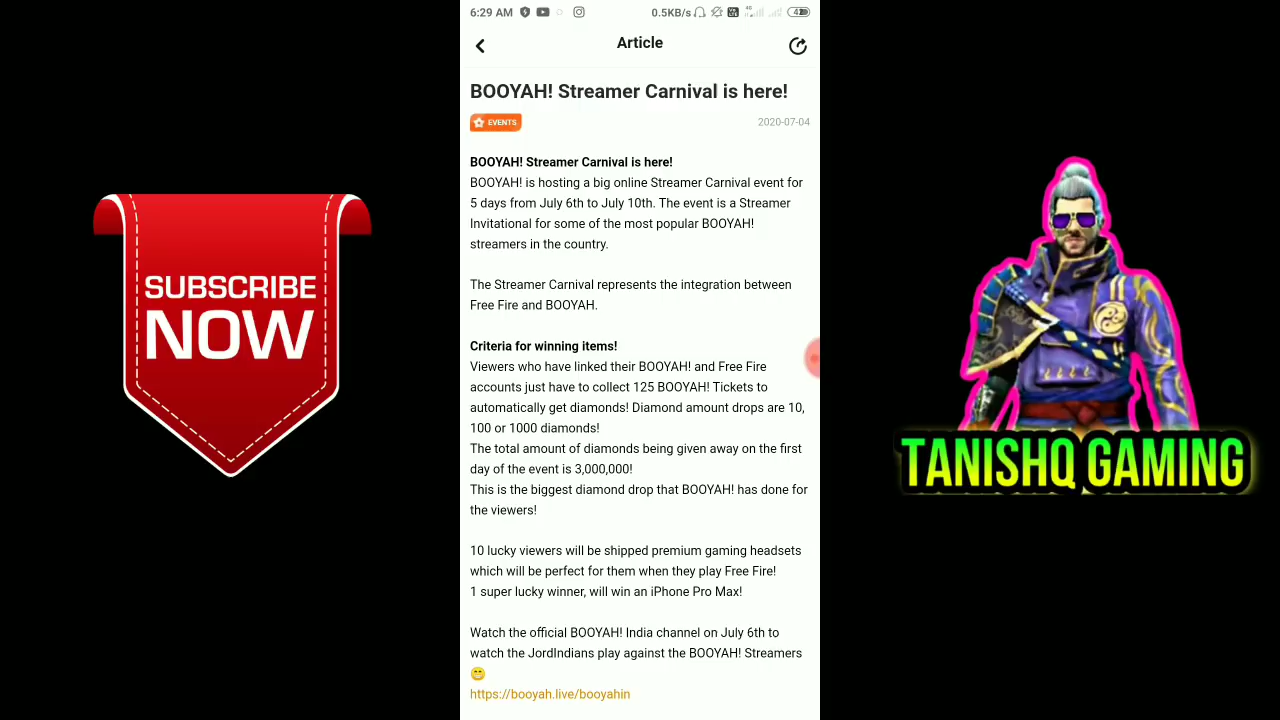 6:29 AM
0.5KB/s
Article
BOOYAH! Streamer Carnival is here!
EVENTS
2020-07-04
BOOYAH! Streamer Carnival is here!
BOOYAH! is hosting a big online Streamer Carnival event for
5 days from July 6th to July 10th. The event is a Streamer
Invitational for some of the most popular BOOYAH!
streamers in the country.
The Streamer Carnival represents the integration between
Free Fire and BOOYAH.
Criteria for winning items!
Viewers who have linked their BOOYAH! and Free Fire
accounts just have to collect 125 BOOYAH! Tickets to
automatically get diamonds! Diamond amount drops are 10,
100 or 1000 diamonds!
The total amount of diamonds being given away on the first
day of the event is 3,000,000!
This is the biggest diamond drop that BOOYAH! has done for
the viewers!
10 lucky viewers will be shipped premium gaming headsets
which will be perfect for them when they play Free Fire!
1 super lucky winner, will win an iPhone Pro Max!
Watch the official BOOYAH! India channel on July 6th to
watch the JordIndians play against the BOOYAH! Streamers
😁
https://booyah.live/booyahin
SUBSCRIBE
NOW
TANISHQ GAMING